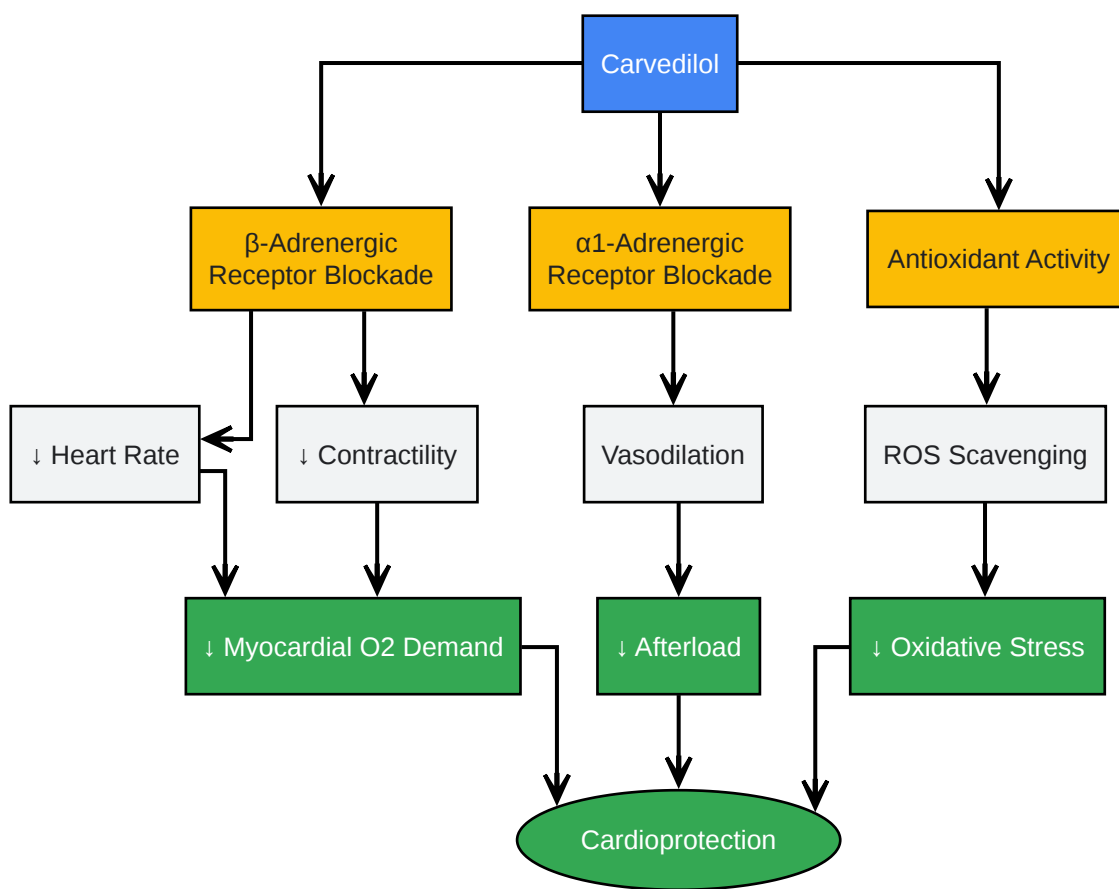 Carvedilol
β-Adrenergic
Receptor Blockade
α1-Adrenergic
Receptor Blockade
Antioxidant Activity
↓ Heart Rate
↓ Contractility
Vasodilation
ROS Scavenging
↓ Myocardial O2 Demand
↓ Afterload
↓ Oxidative Stress
Cardioprotection